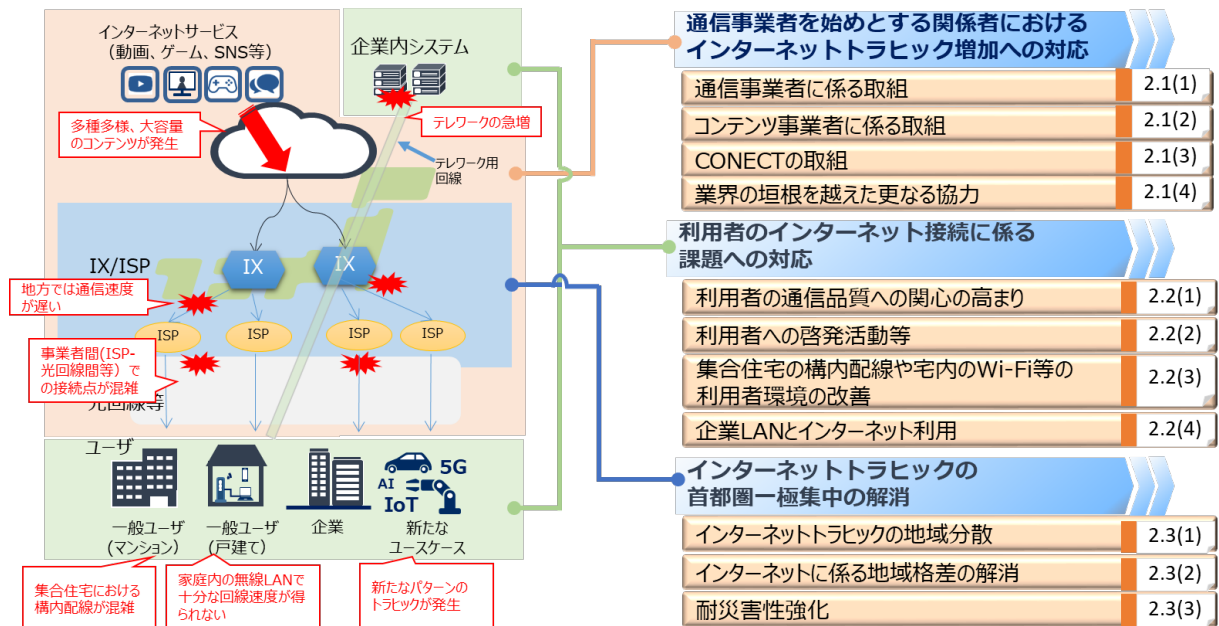 インターネットサービス
(動画、ゲーム、SNS等)
企業内システム
多種多様、大容量
のコンテンツが発生
テレワークの急増
テレワーク用
回線
IX/ISP
IX
IX
地方では通信速度
が遅い
ISP
ISP
ISP
ISP
事業者間(ISP-
光回線間等）で
の接続点が混雑
光回線等
ユーザ
5G
AI
IoT
一般ユーザ
(マンション)
一般ユーザ
(戸建て)
企業
新たな
ユースケース
集合住宅における
構内配線が混雑
家庭内の無線LANで
十分な回線速度が得
られない
新たなパターンの
トラヒックが発生
通信事業者を始めとする関係者における
インターネットトラヒック増加への対応
通信事業者に係る取組
2.1(1)
コンテンツ事業者に係る取組
2.1(2)
CONECTの取組
2.1(3)
業界の垣根を越えた更なる協力
2.1(4)
利用者のインターネット接続に係る
課題への対応
利用者の通信品質への関心の高まり
2.2(1)
利用者への啓発活動等
2.2(2)
集合住宅の構内配線や宅内のWi-Fi等の
利用者環境の改善
2.2(3)
企業LANとインターネット利用
2.2(4)
インターネットトラヒックの
首都圏一極集中の解消
インターネットトラヒックの地域分散
2.3(1)
インターネットに係る地域格差の解消
2.3(2)
耐災害性強化
2.3(3)